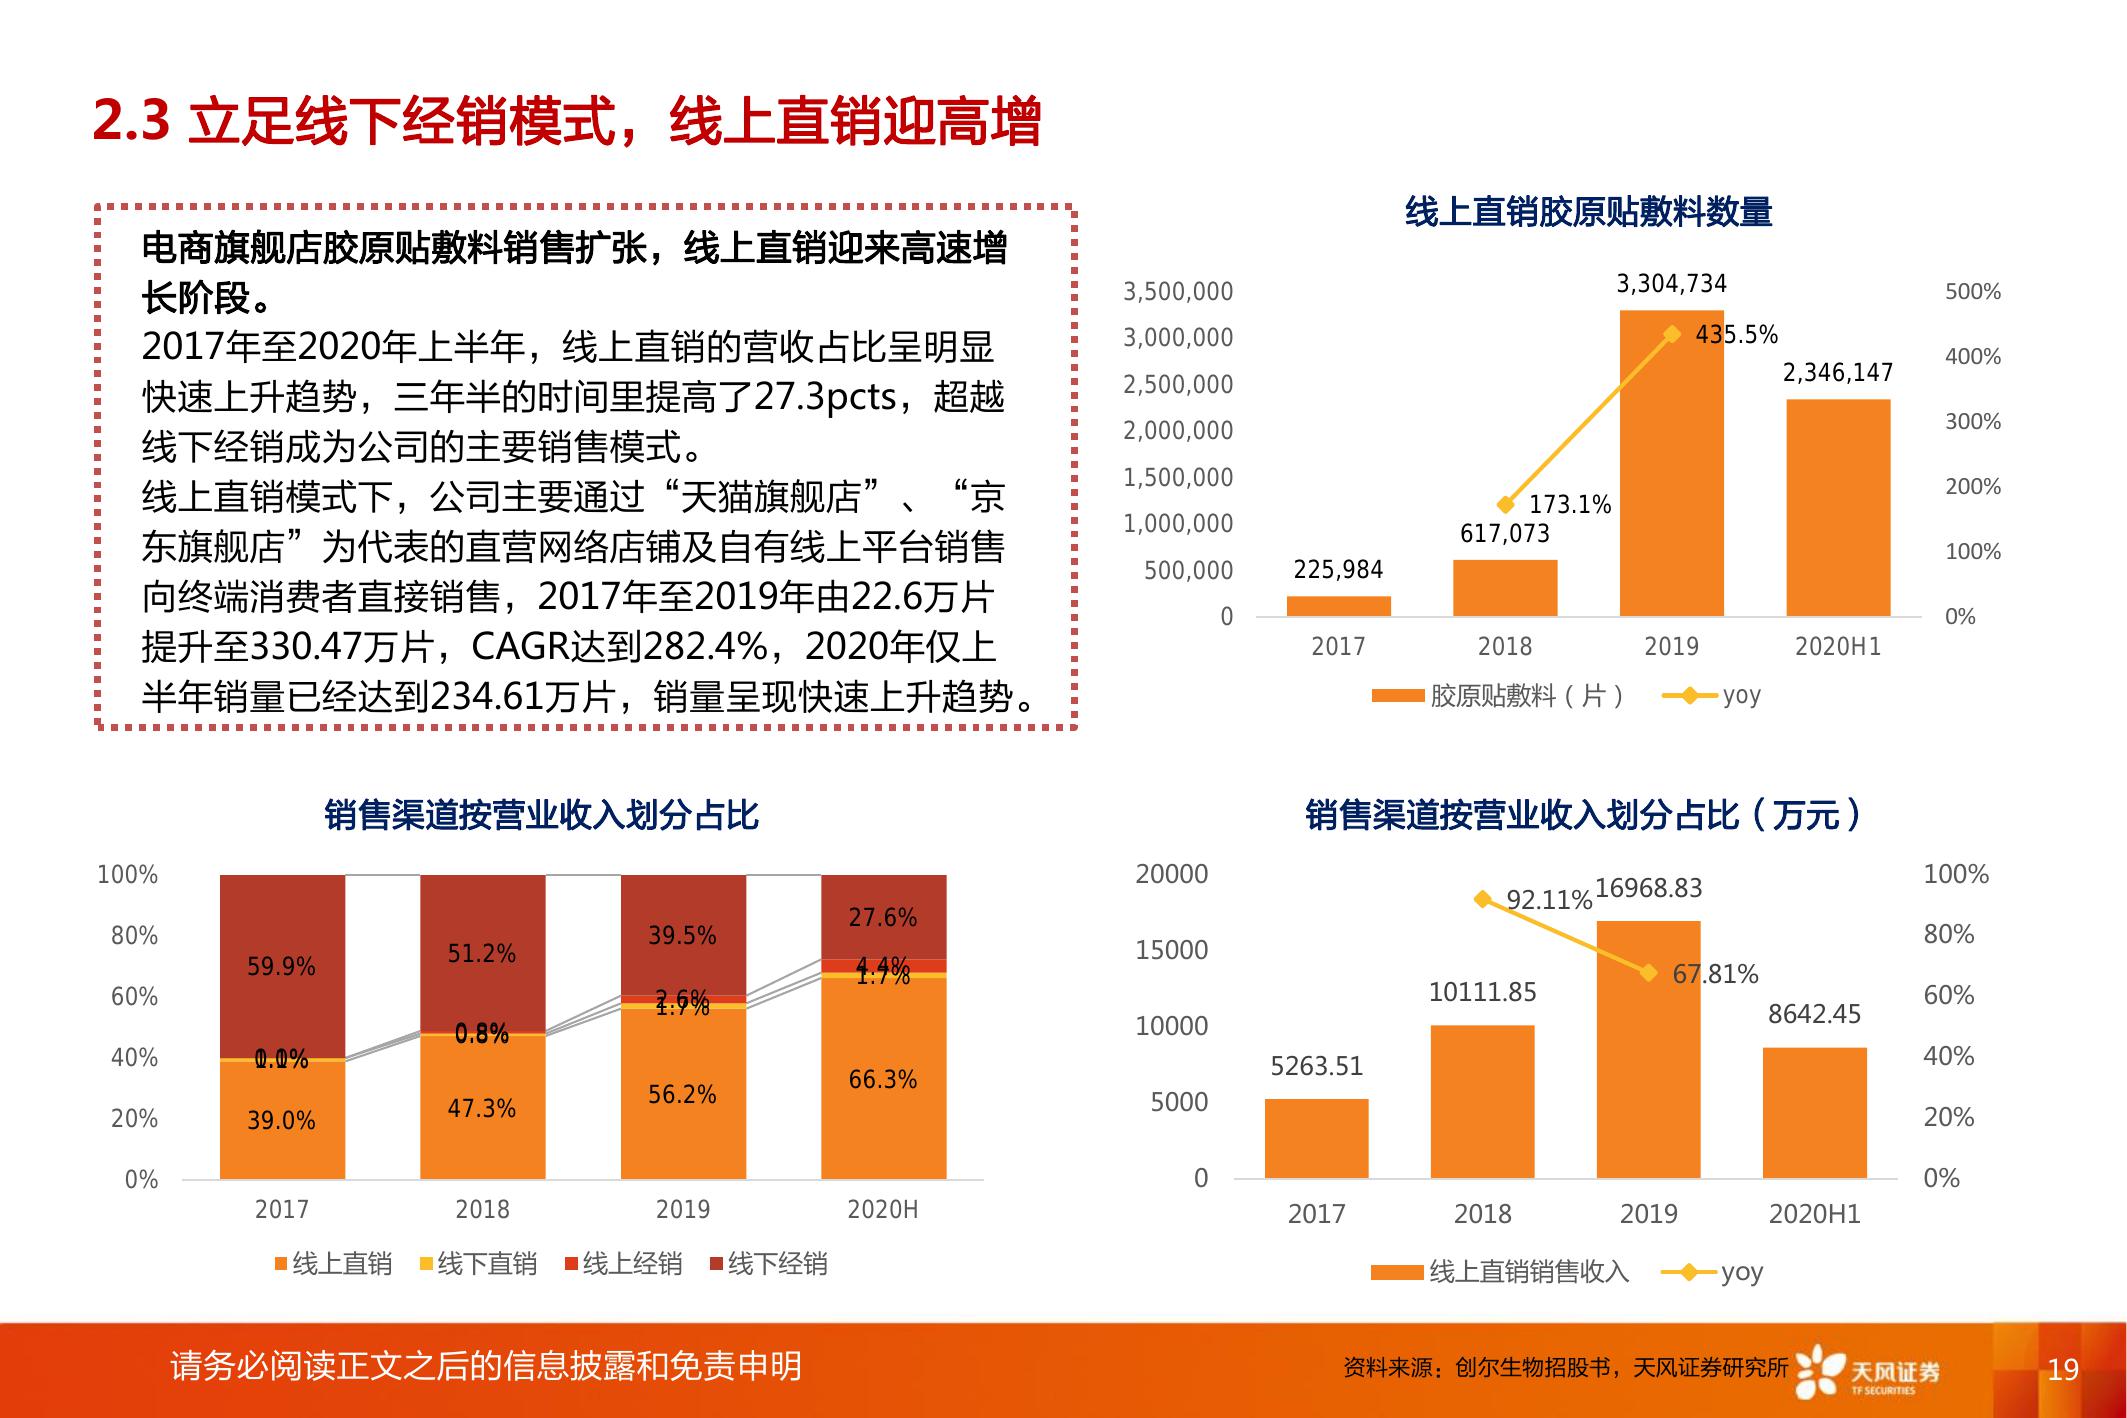 2.3 立足线下经销模式，线上直销迎高增
电商旗舰店胶原贴敷料销售扩张，线上直销迎来高速增
长阶段。
2017年至2020年上半年，线上直销的营收占比呈明显
快速上升趋势，三年半的时间里提高了27.3pcts，超越
线下经销成为公司的主要销售模式。
线上直销模式下，公司主要通过“天猫旗舰店”、“京
东旗舰店”为代表的直营网络店铺及自有线上平台销售
向终端消费者直接销售，2017年至2019年由22.6万片
提升至330.47万片，CAGR达到282.4%，2020年仅上
半年销量已经达到234.61万片，销量呈现快速上升趋势。
线上直销胶原贴敷料数量
3,500,000
3,000,000
2,500,000
2,000,000
1,500,000
1,000,000
500,000
0
225,984
617,073
3,304,734
2,346,147
173.1%
435.5%
500%
400%
300%
200%
100%
0%
2017 2018 2019 2020H1
胶原贴敷料（片） yoy
销售渠道按营业收入划分占比
100%
80%
60%
40%
20%
0%
59.9% 51.2% 39.5% 27.6%
4.4%
1.7%
2.6%
1.7%
0.8%
1.1%
39.0% 47.3% 56.2% 66.3%
2017 2018 2019 2020H
线上直销 线下直销 线上经销 线下经销
销售渠道按营业收入划分占比（万元）
20000
15000
10000
5000
0
5263.51
10111.85
16968.83
8642.45
92.11%
67.81%
100%
80%
60%
40%
20%
0%
2017 2018 2019 2020H1
线上直销销售收入 yoy
请务必阅读正文之后的信息披露和免责申明
资料来源：创尔生物招股书，天风证券研究所
天风证券
TF SECURITIES
19